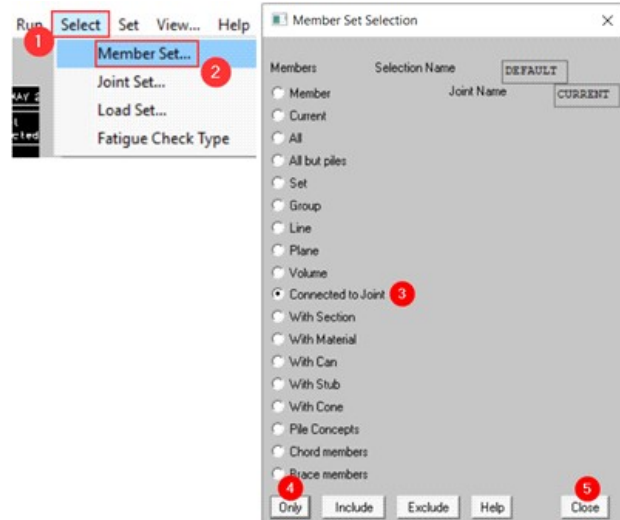 Run Select Set View... Help
1
Member Set...
2
Joint Set...
Load Set...
Fatigue Check Type
MAY 2
cted
Member Set Selection
Members Selection Name DEFAULT
Member Joint Name CURRENT
Current
All
All but piles
Set
Group
Line
Plane
Volume
Connected to Joint 3
With Section
With Material
With Can
With Stub
With Cone
Pile Concepts
Chord members
Brace members
4 5
Only Include Exclude Help Close